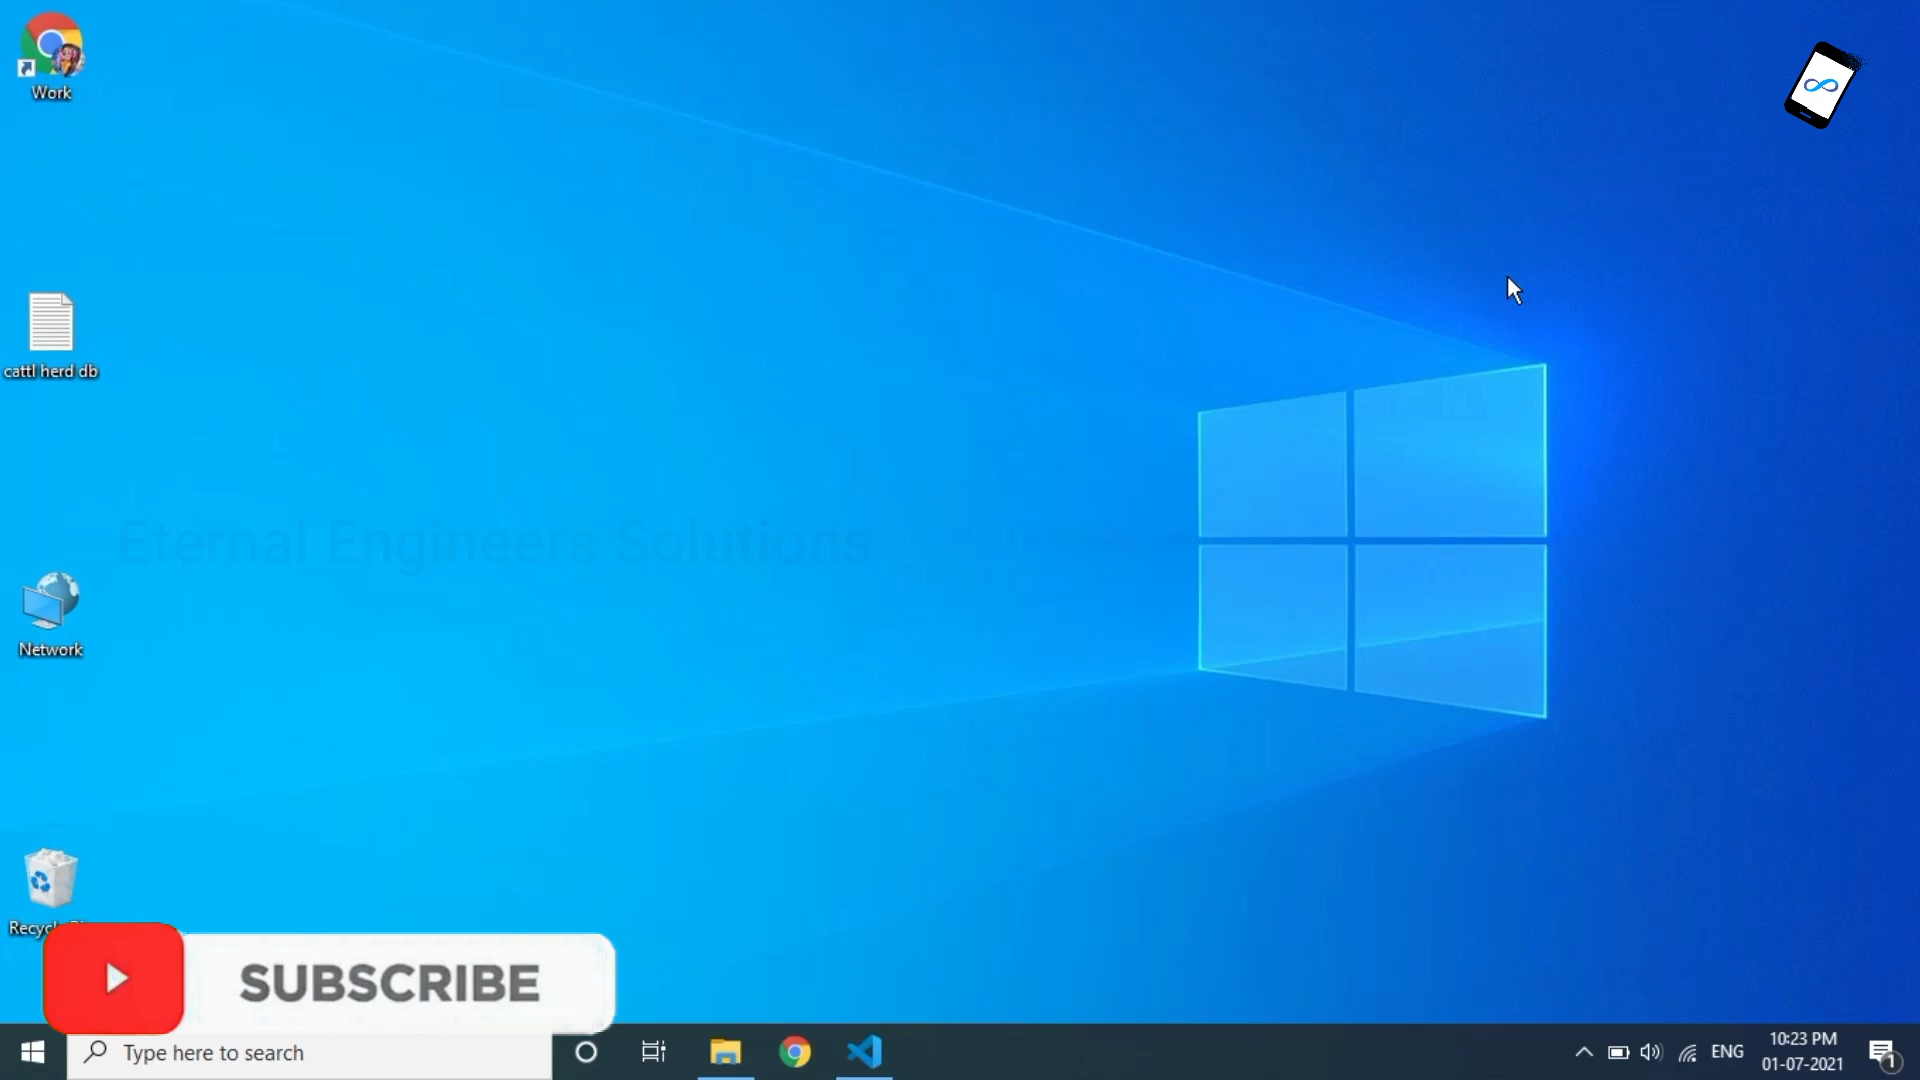 Work
cattl herd db
Eternal Engineers Solutions
Network
SUBSCRIBE
Type here to search
ENG
10:23 PM
01-07-2021
1